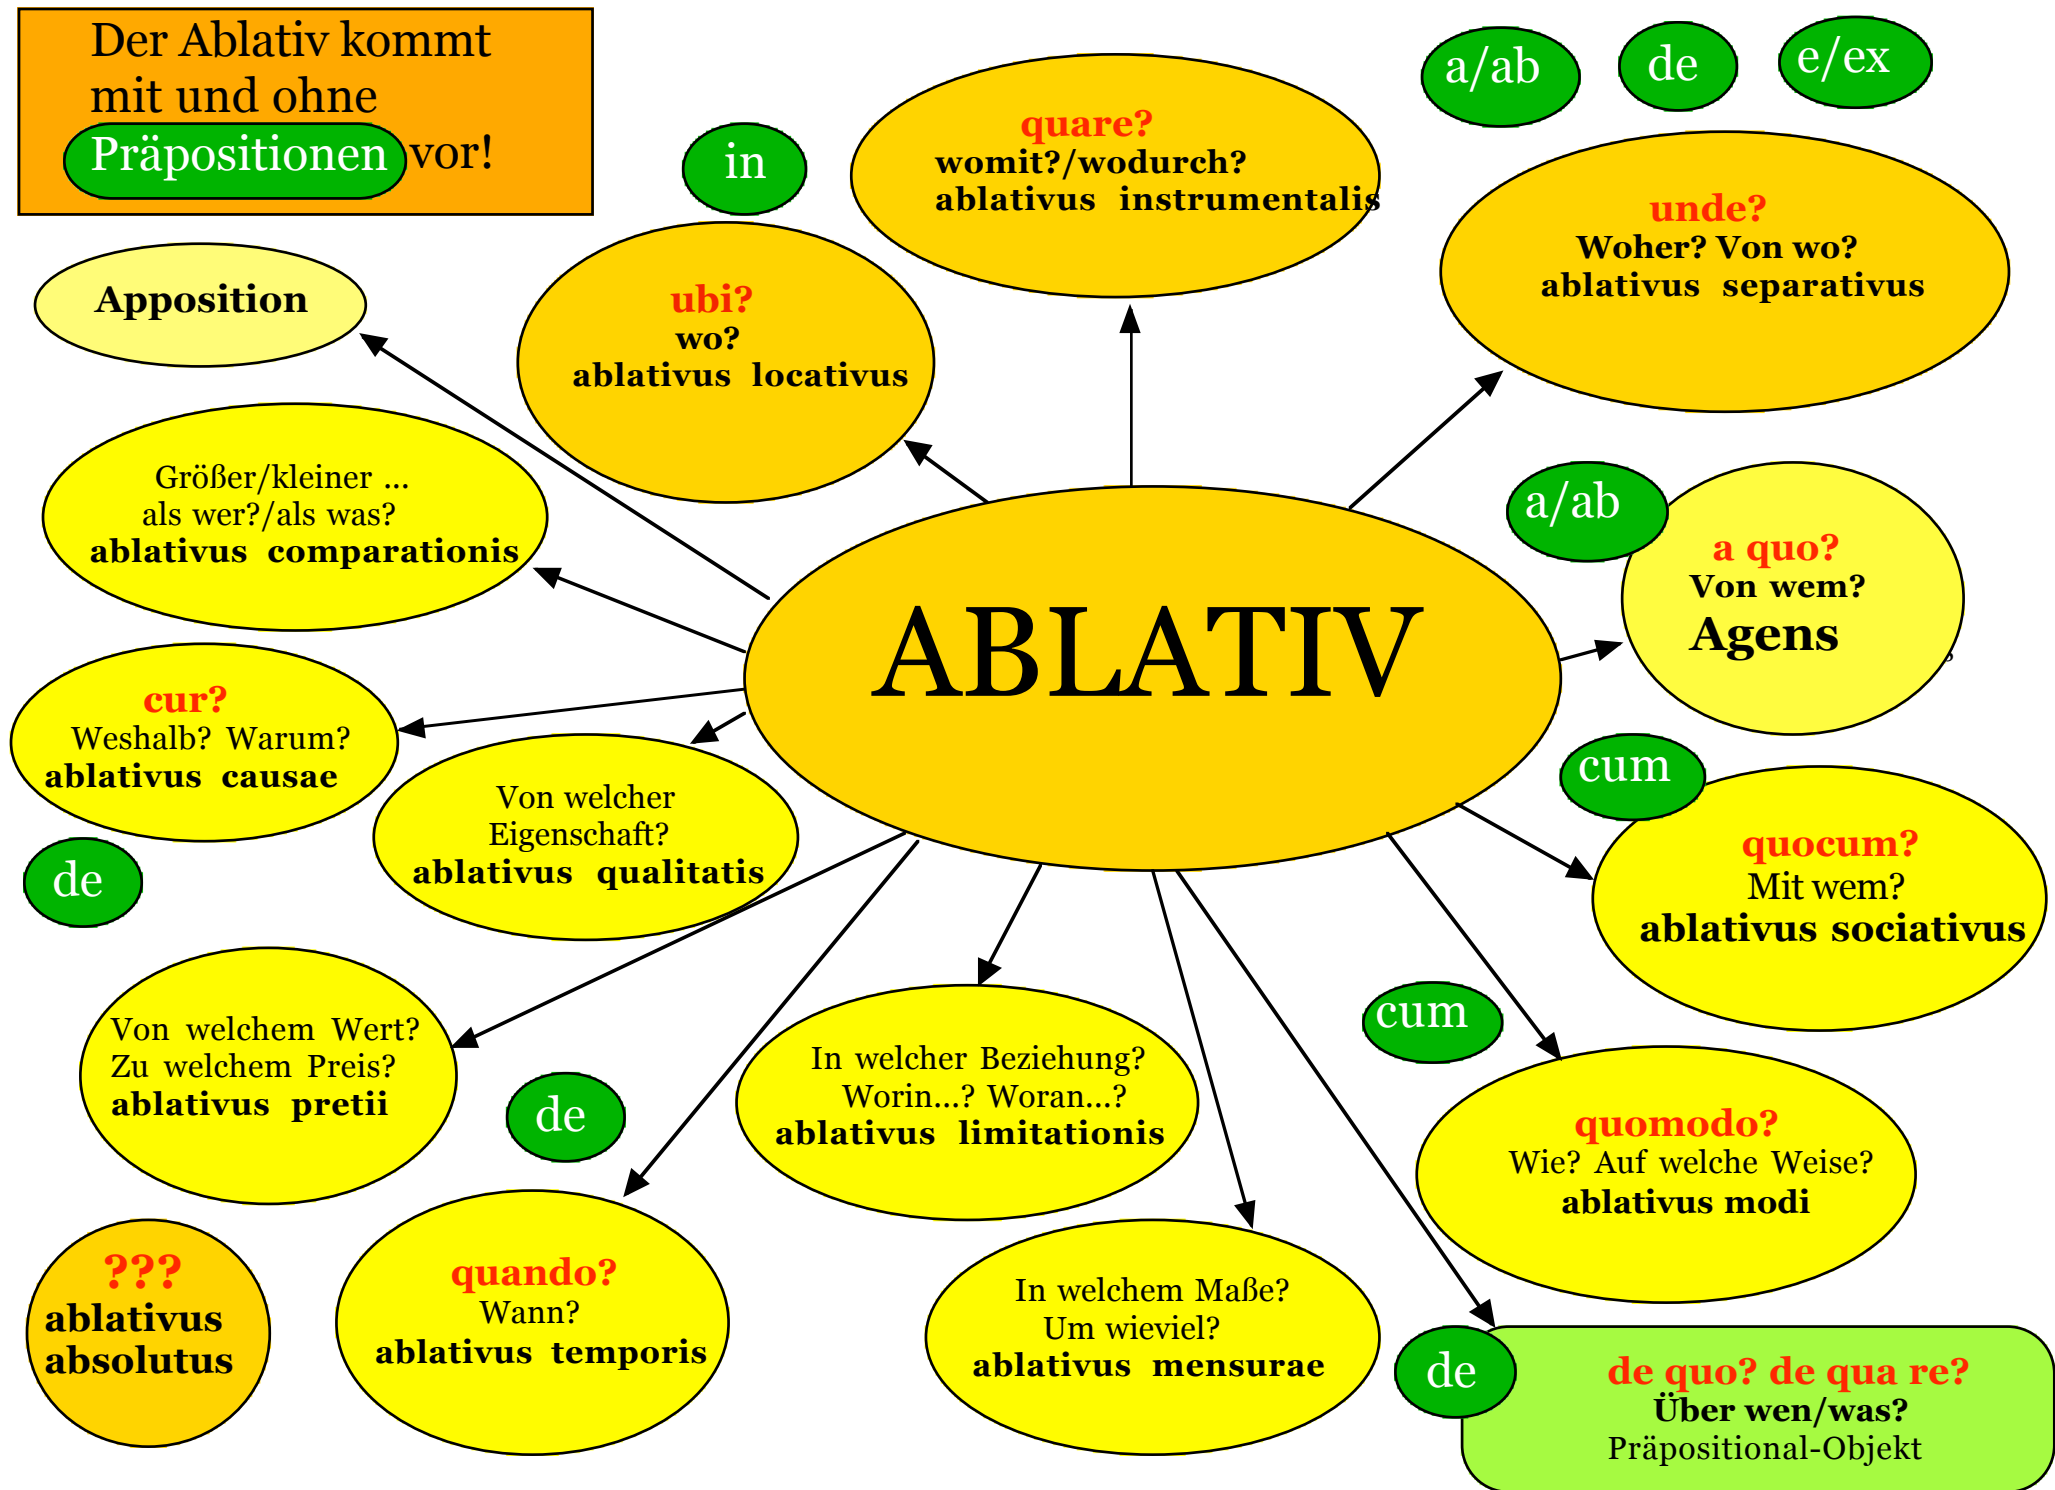 Der Ablativ kommt
mit und ohne
Präpositionen vor!
a/ab
de
e/ex
in
quare?
womit?/wodurch?
ablativus instrumentalis
unde?
Woher? Von wo?
ablativus separativus
Apposition
ubi?
wo?
ablativus locativus
Größer/kleiner ...
als wer?/als was?
ablativus comparationis
a/ab
a quo?
Von wem?
Agens
ABLATIV
cur?
Weshalb? Warum?
ablativus causae
de
Von welcher
Eigenschaft?
ablativus qualitatis
cum
quocum?
Mit wem?
ablativus sociativus
Von welchem Wert?
Zu welchem Preis?
ablativus pretii
de
In welcher Beziehung?
Worin...? Woran...?
ablativus limitationis
cum
quomodo?
Wie? Auf welche Weise?
ablativus modi
???
ablativus
absolutus
quando?
Wann?
ablativus temporis
In welchem Maße?
Um wieviel?
ablativus mensurae
de
de quo? de qua re?
Über wen/was?
Präpositional-Objekt